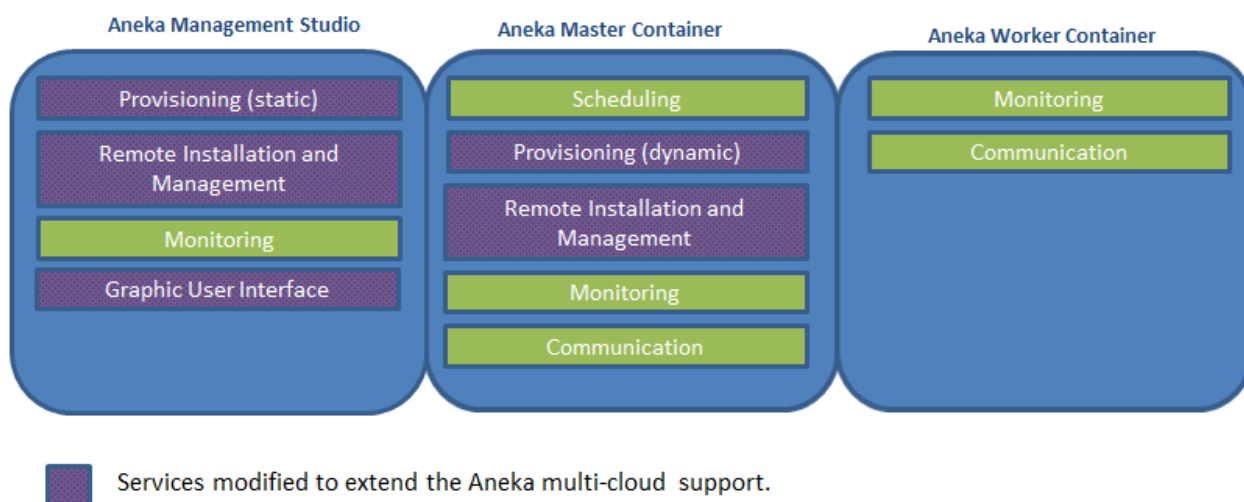 Aneka Management Studio
Provisioning (static)
Remote Installation and
Management
Monitoring
Graphic User Interface
Aneka Master Container
Scheduling
Provisioning (dynamic)
Remote Installation and
Management
Monitoring
Communication
Aneka Worker Container
Monitoring
Communication
Services modified to extend the Aneka multi-cloud support.